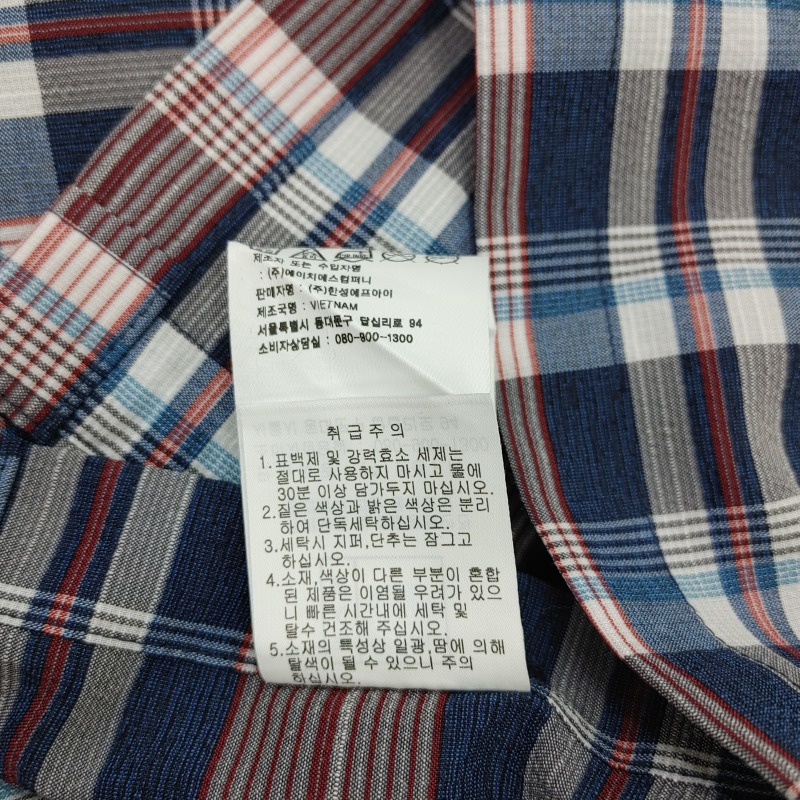 제조자 또는 수입자명
: (주)에이치에스컴퍼니
판매자명 : (주)한성에프아이
제조국명 : VIETNAM
서울특별시 동대문구 답십리로 94
소비자상담실 : 080-900-1300
취급주의
1. 표백제 및 강력효소 세제는
절대로 사용하지 마시고 물에
30분 이상 담가두지 마십시오.
2. 짙은 색상과 밝은 색상은 분리
하여 단독세탁하십시오.
3. 세탁시 지퍼,단추는 잠그고
하십시오.
4. 소재,색상이 다른 부분이 혼합
된 제품은 이염될 우려가 있으
니 빠른 시간내에 세탁 및
탈수 건조해 주십시오.
5. 소재의 특성상 일광,땀에 의해
탈색이 될 수 있으니 주의
하십시오.